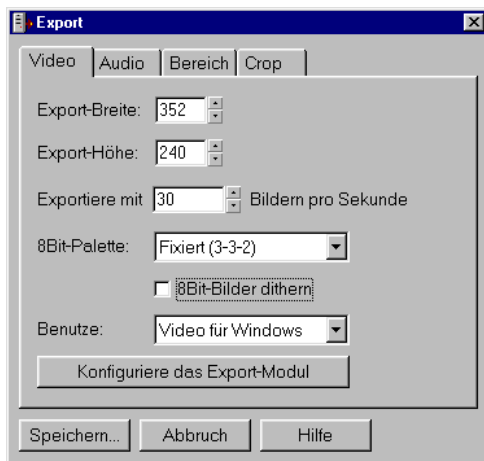 Export
Video Audio Bereich Crop
Export-Breite: 352
Export-Höhe: 240
Exportiere mit 30 Bildern pro Sekunde
8Bit-Palette: Fixiert (3-3-2)
8Bit-Bilder dithern
Benutze: Video für Windows
Konfiguriere das Export-Modul
Speichern... Abbruch Hilfe